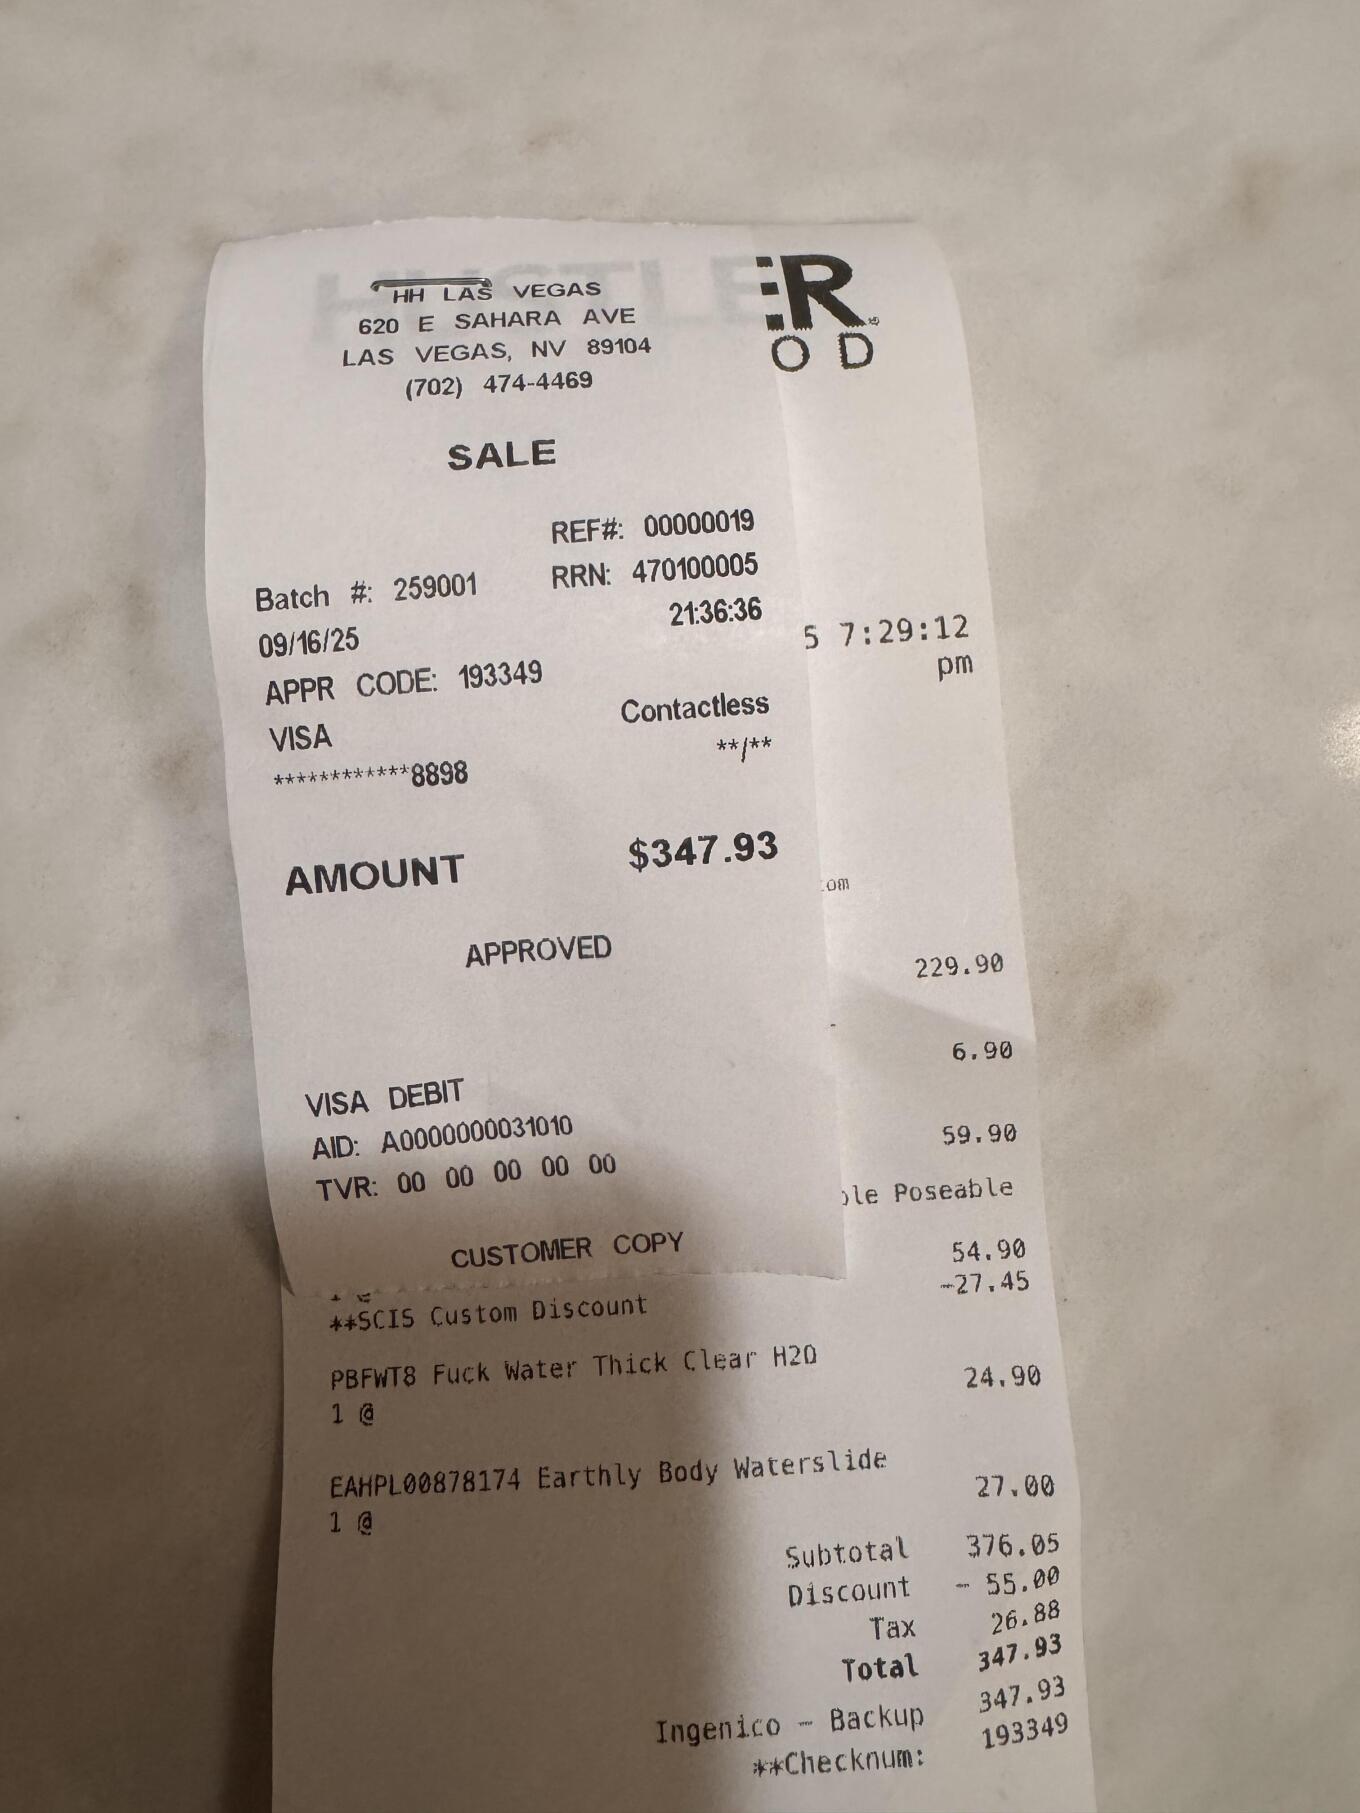 HH LAS VEGAS
620 E SAHARA AVE
LAS VEGAS, NV 89104
(702) 474-4469
SALE
REF#: 00000019
Batch #: 259001 RRN: 470100005
09/16/25 21:36:36
APPR CODE: 193349
VISA Contactless
************8898 **/**
AMOUNT $347.93
APPROVED
VISA DEBIT
AID: A0000000031010
TVR: 00 00 00 00 00
CUSTOMER COPY
HUSTLER
OD
5 7:29:12
pm
com
229.90
6.90
59.90
ble Poseable
54.90
1 @ -27.45
**SCIS Custom Discount
PBFWT8 Fuck Water Thick Clear H2O
1 @ 24.90
EAHPL00878174 Earthly Body Waterslide
1 @ 27.00
Subtotal 376.05
Discount - 55.00
Tax 26.88
Total 347.93
Ingenico - Backup 347.93
**Checknum: 193349